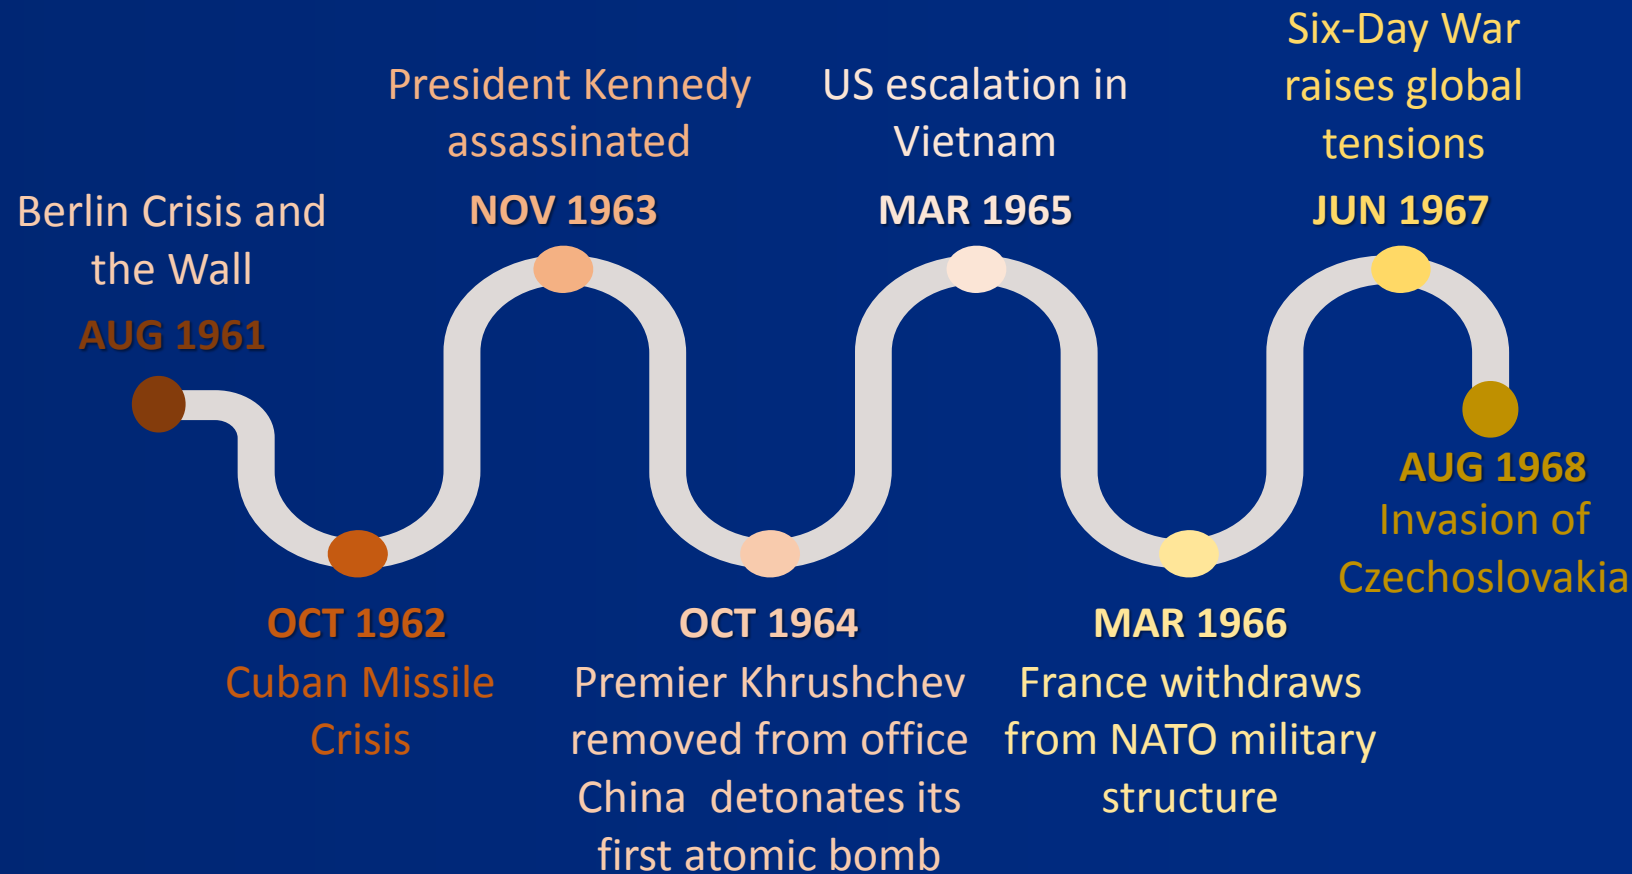 Berlin Crisis and
the Wall
AUG 1961
OCT 1962
Cuban Missile
Crisis
President Kennedy
assassinated
NOV 1963
OCT 1964
Premier Khrushchev
removed from office
China  detonates its
first atomic bomb
US escalation in
Vietnam
MAR 1965
MAR 1966
France withdraws
from NATO military
structure
Six-Day War
raises global
tensions
JUN 1967
AUG 1968
Invasion of
Czechoslovakia